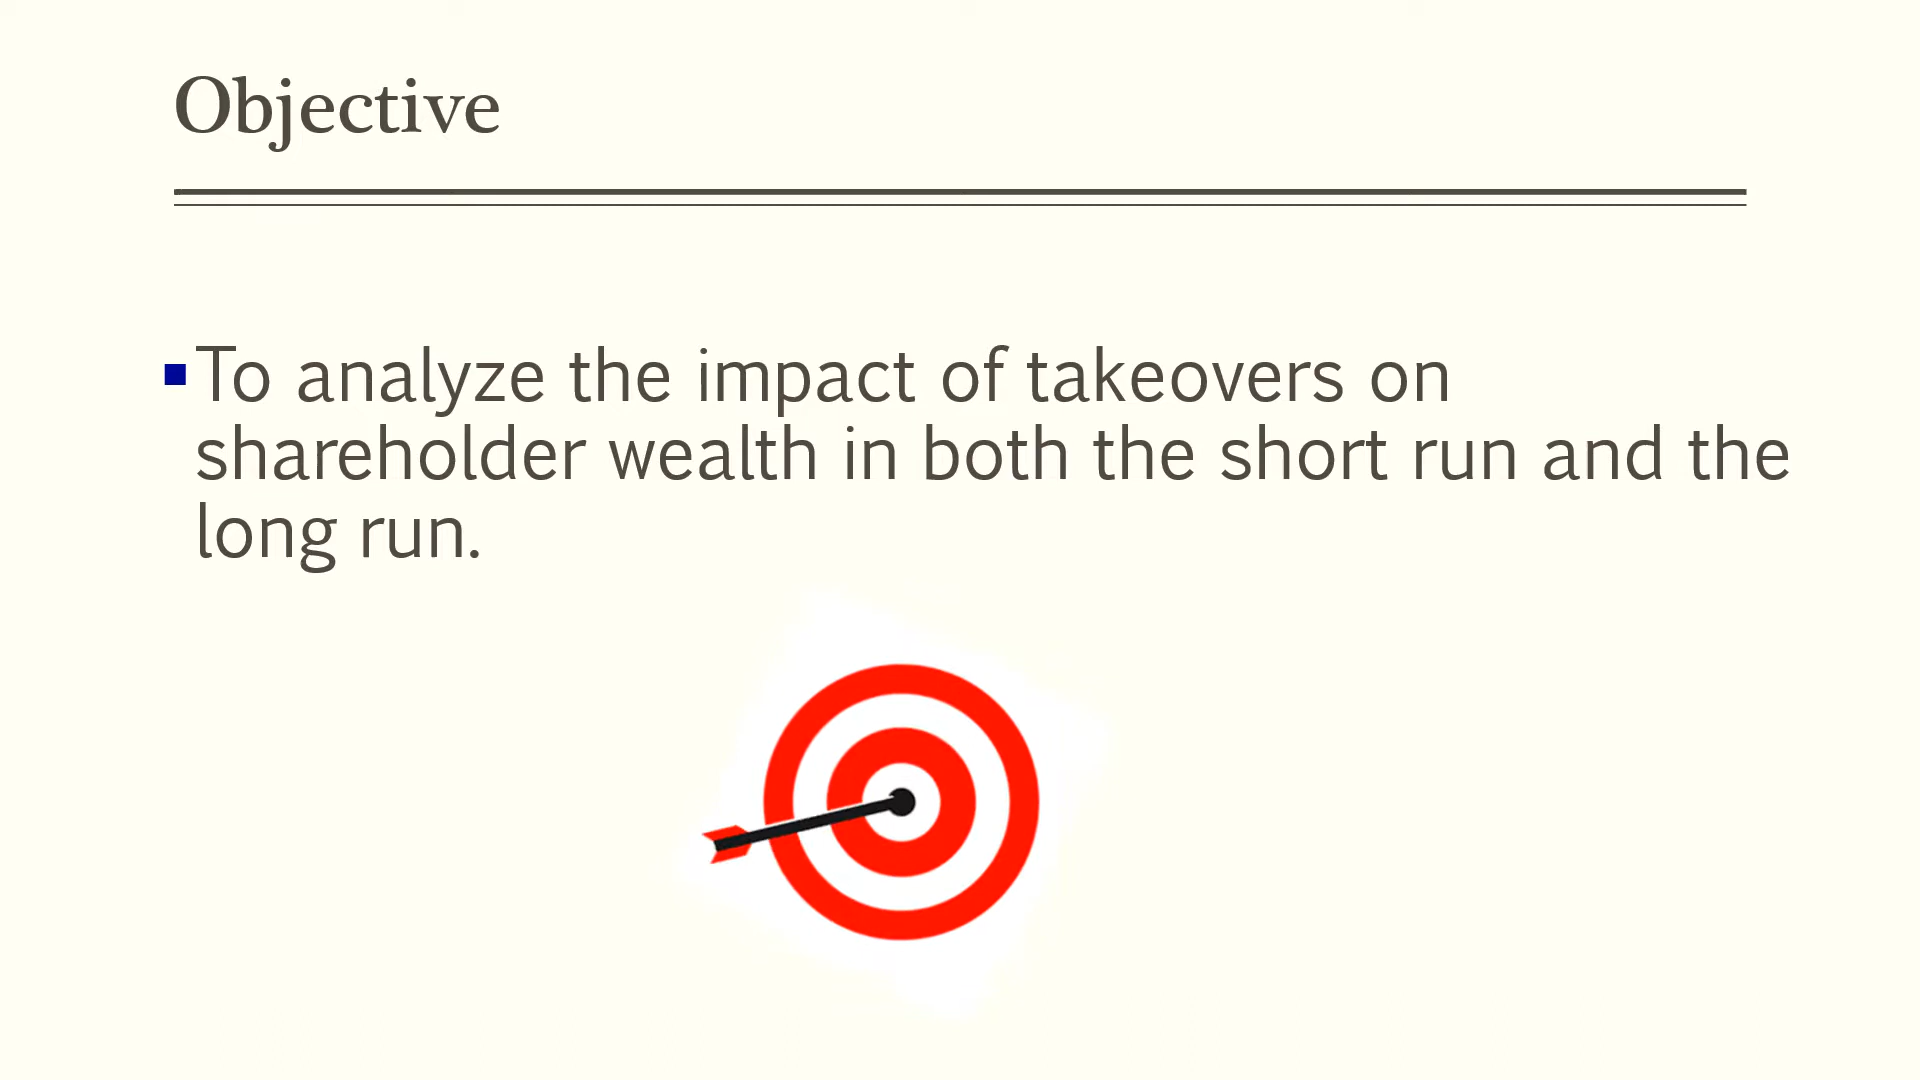 Objective
▪To analyze the impact of takeovers on
shareholder wealth in both the short run and the
long run.